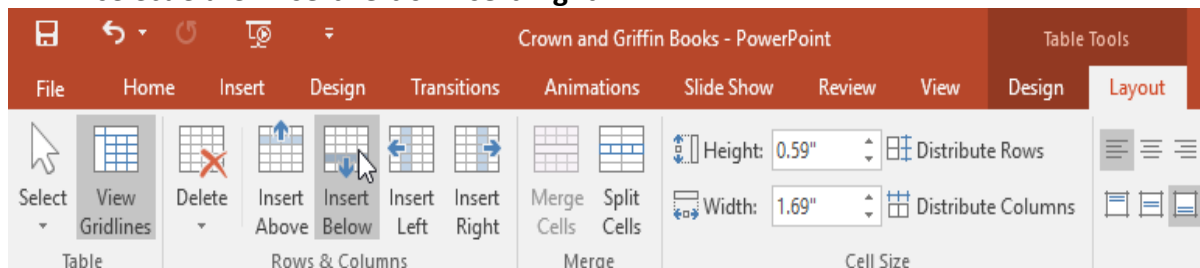 Crown and Griffin Books - PowerPoint
Table Tools
File Home Insert Design Transitions Animations Slide Show Review View Design Layout
Select
View Gridlines
Delete
Insert Above
Insert Below
Insert Left
Insert Right
Merge Cells
Split Cells
Height: 0.59"
Distribute Rows
Width: 1.69"
Distribute Columns
Table
Rows & Columns
Merge
Cell Size